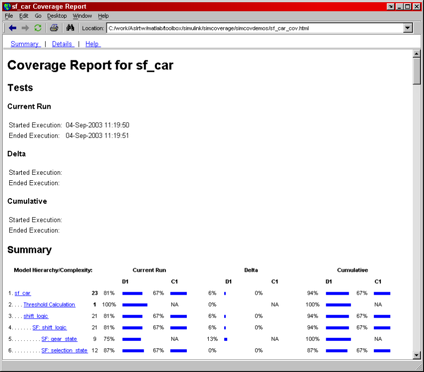 sf_car Coverage Report
File Edit Go Desktop Window Help
Location: C:/work/Aslrtw/matlab/toolbox/simulink/simcoverage/simcovdemos/sf_car_cov.html
Summary | Details | Help
Coverage Report for sf_car
Tests
Current Run
Started Execution: 04-Sep-2003 11:19:50
Ended Execution: 04-Sep-2003 11:19:51
Delta
Started Execution:
Ended Execution:
Cumulative
Started Execution:
Ended Execution:
Summary
Model Hierarchy/Complexity: Current Run Delta Cumulative
D1 C1 D1 C1 D1 C1
1. sf_car 23 81% 67% 6% 0% 94% 67%
2. . . . Threshold Calculation 1 100% NA 0% NA 100% NA
3. . . . shift_logic 21 81% 67% 6% 0% 94% 67%
4. . . . . . . SF: shift_logic 21 81% 67% 6% 0% 94% 67%
5. . . . . . . . . . SF: gear_state 9 75% NA 13% NA 100% NA
6. . . . . . . . . . SF: selection_state 12 87% 67% 0% 0% 87% 67%